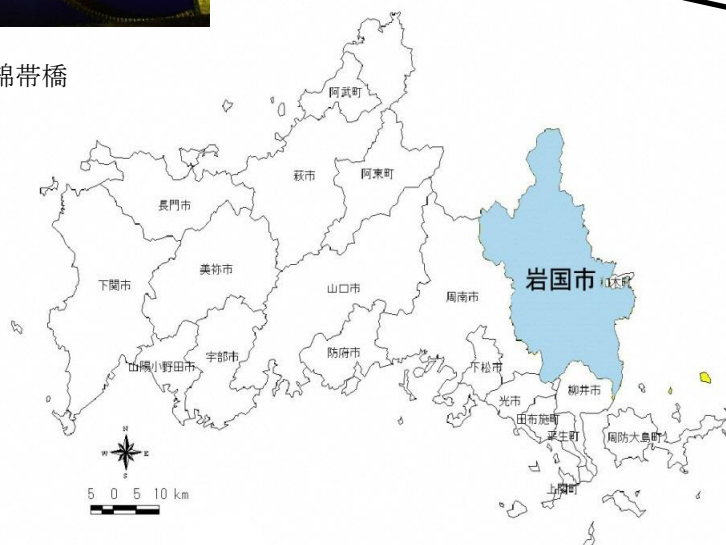 錦帯橋
阿武町
萩市
阿東町
長門市
美祢市
下関市
山口市
周南市
岩国市
和木町
山陽小野田市
宇部市
防府市
下松市
光市
柳井市
田布施町
平生町
周防大島町
上関町
N
W E
S
5 0 5 10 km